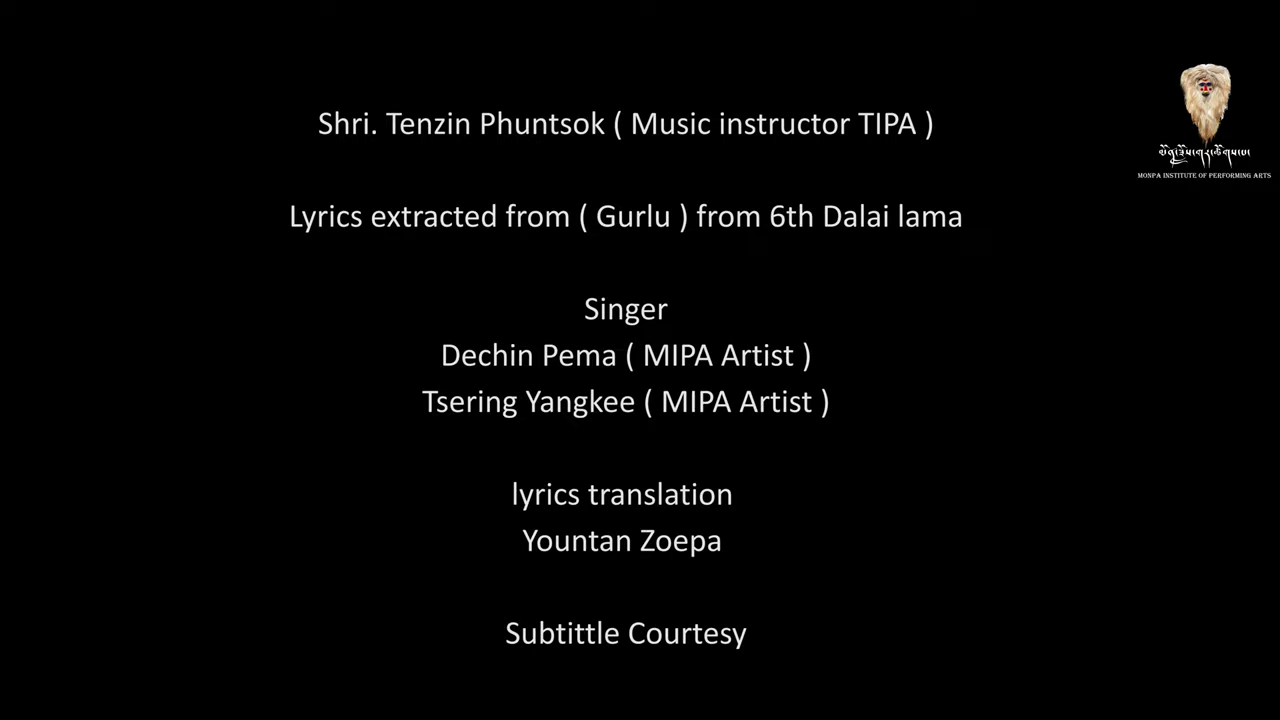 Shri. Tenzin Phuntsok ( Music instructor TIPA )
Lyrics extracted from ( Gurlu ) from 6th Dalai lama
Singer
Dechin Pema ( MIPA Artist )
Tsering Yangkee ( MIPA Artist )
lyrics translation
Yountan Zoepa
Subtittle Courtesy
MONPA INSTITUTE OF PERFORMING ARTS